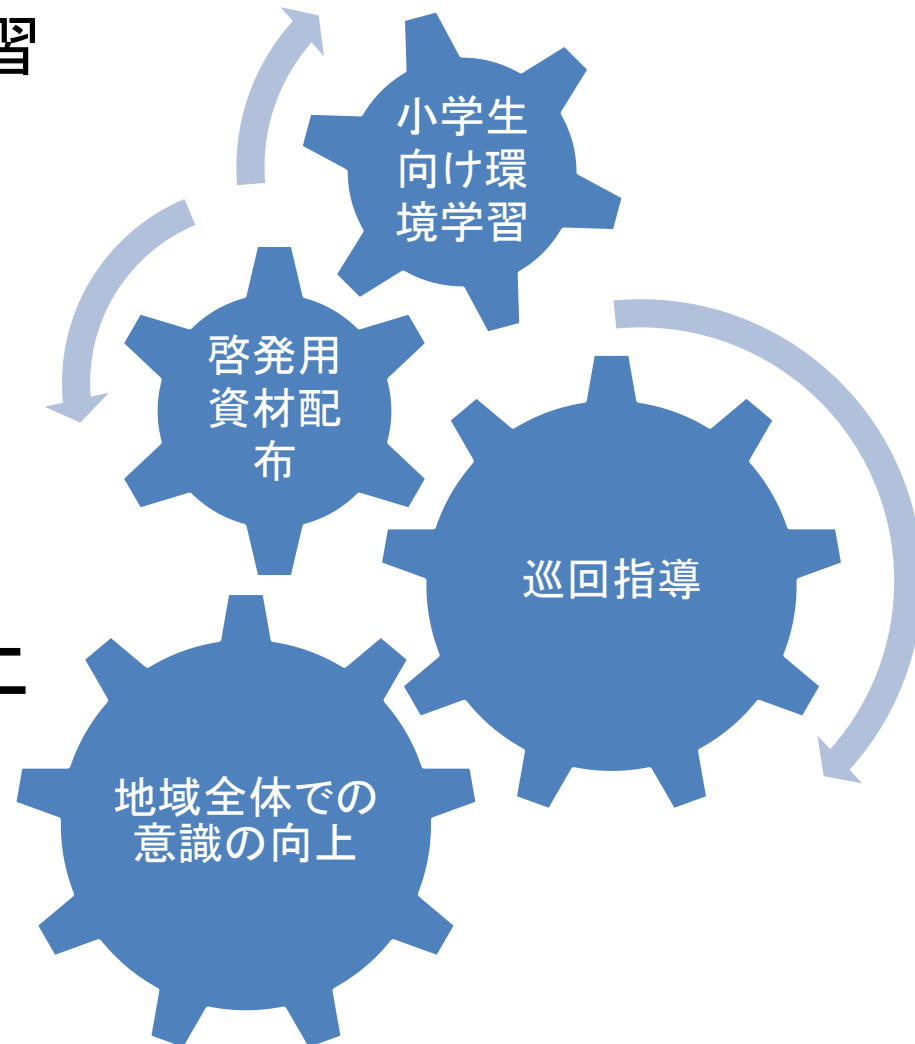 習
小学生
向け環
境学習
啓発用
資材配
布
巡回指導
地域全体での
意識の向上